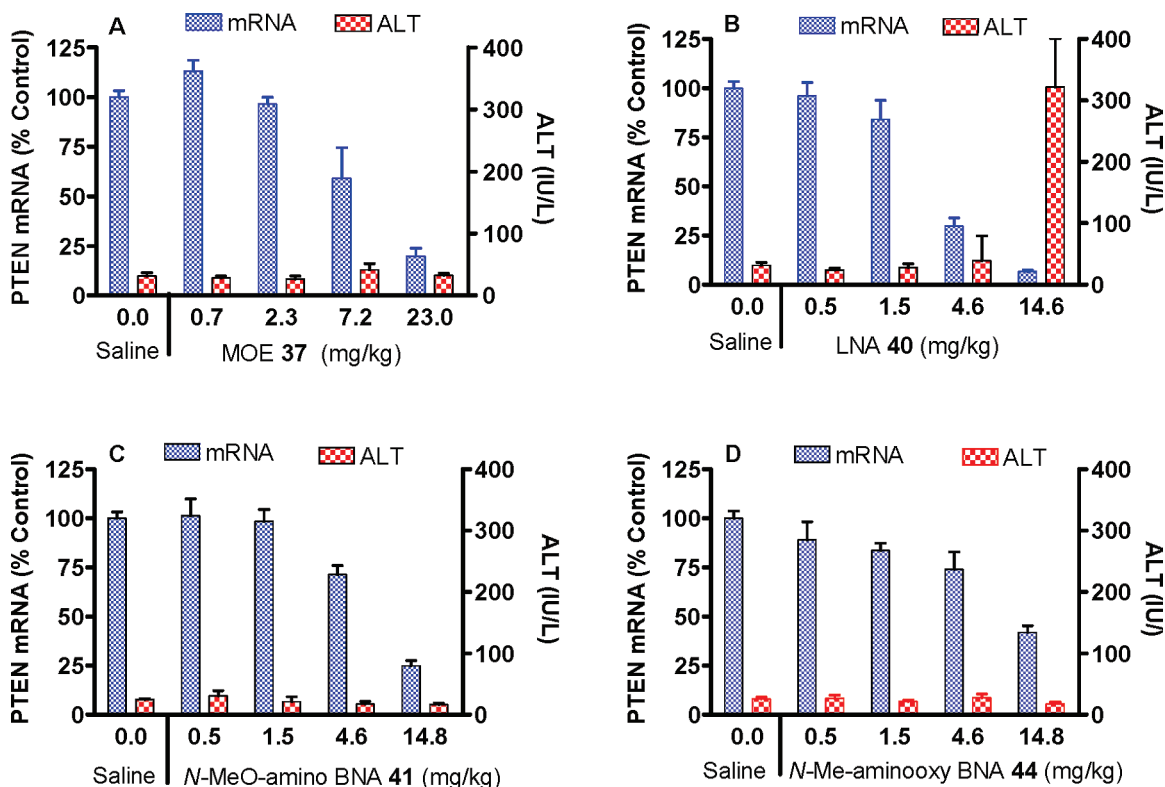 A
mRNA ALT
PTEN mRNA (% Control)
125
100
75
50
25
0
400
300
200
100
0
ALT (IU/L)
0.0 0.7 2.3 7.2 23.0
Saline MOE 37 (mg/kg)
B
mRNA ALT
PTEN mRNA (% Control)
125
100
75
50
25
0
400
300
200
100
0
ALT (IU/L)
0.0 0.5 1.5 4.6 14.6
Saline LNA 40 (mg/kg)
C
mRNA ALT
PTEN mRNA (% Control)
125
100
75
50
25
0
400
300
200
100
0
ALT (IU/L)
0.0 0.5 1.5 4.6 14.8
Saline N-MeO-amino BNA 41 (mg/kg)
D
mRNA ALT
PTEN mRNA (% Control)
125
100
75
50
25
0
400
300
200
100
0
ALT (IU/)
0.0 0.5 1.5 4.6 14.8
Saline N-Me-aminooxy BNA 44 (mg/kg)